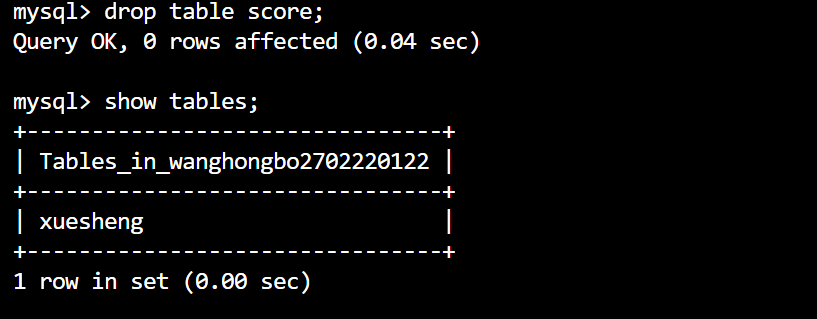 mysql> drop table score;
Query OK, 0 rows affected (0.04 sec)
mysql> show tables;
+--------------------------------+
| Tables_in_wanghongbo2702220122 |
+--------------------------------+
| xuesheng                       |
+--------------------------------+
1 row in set (0.00 sec)